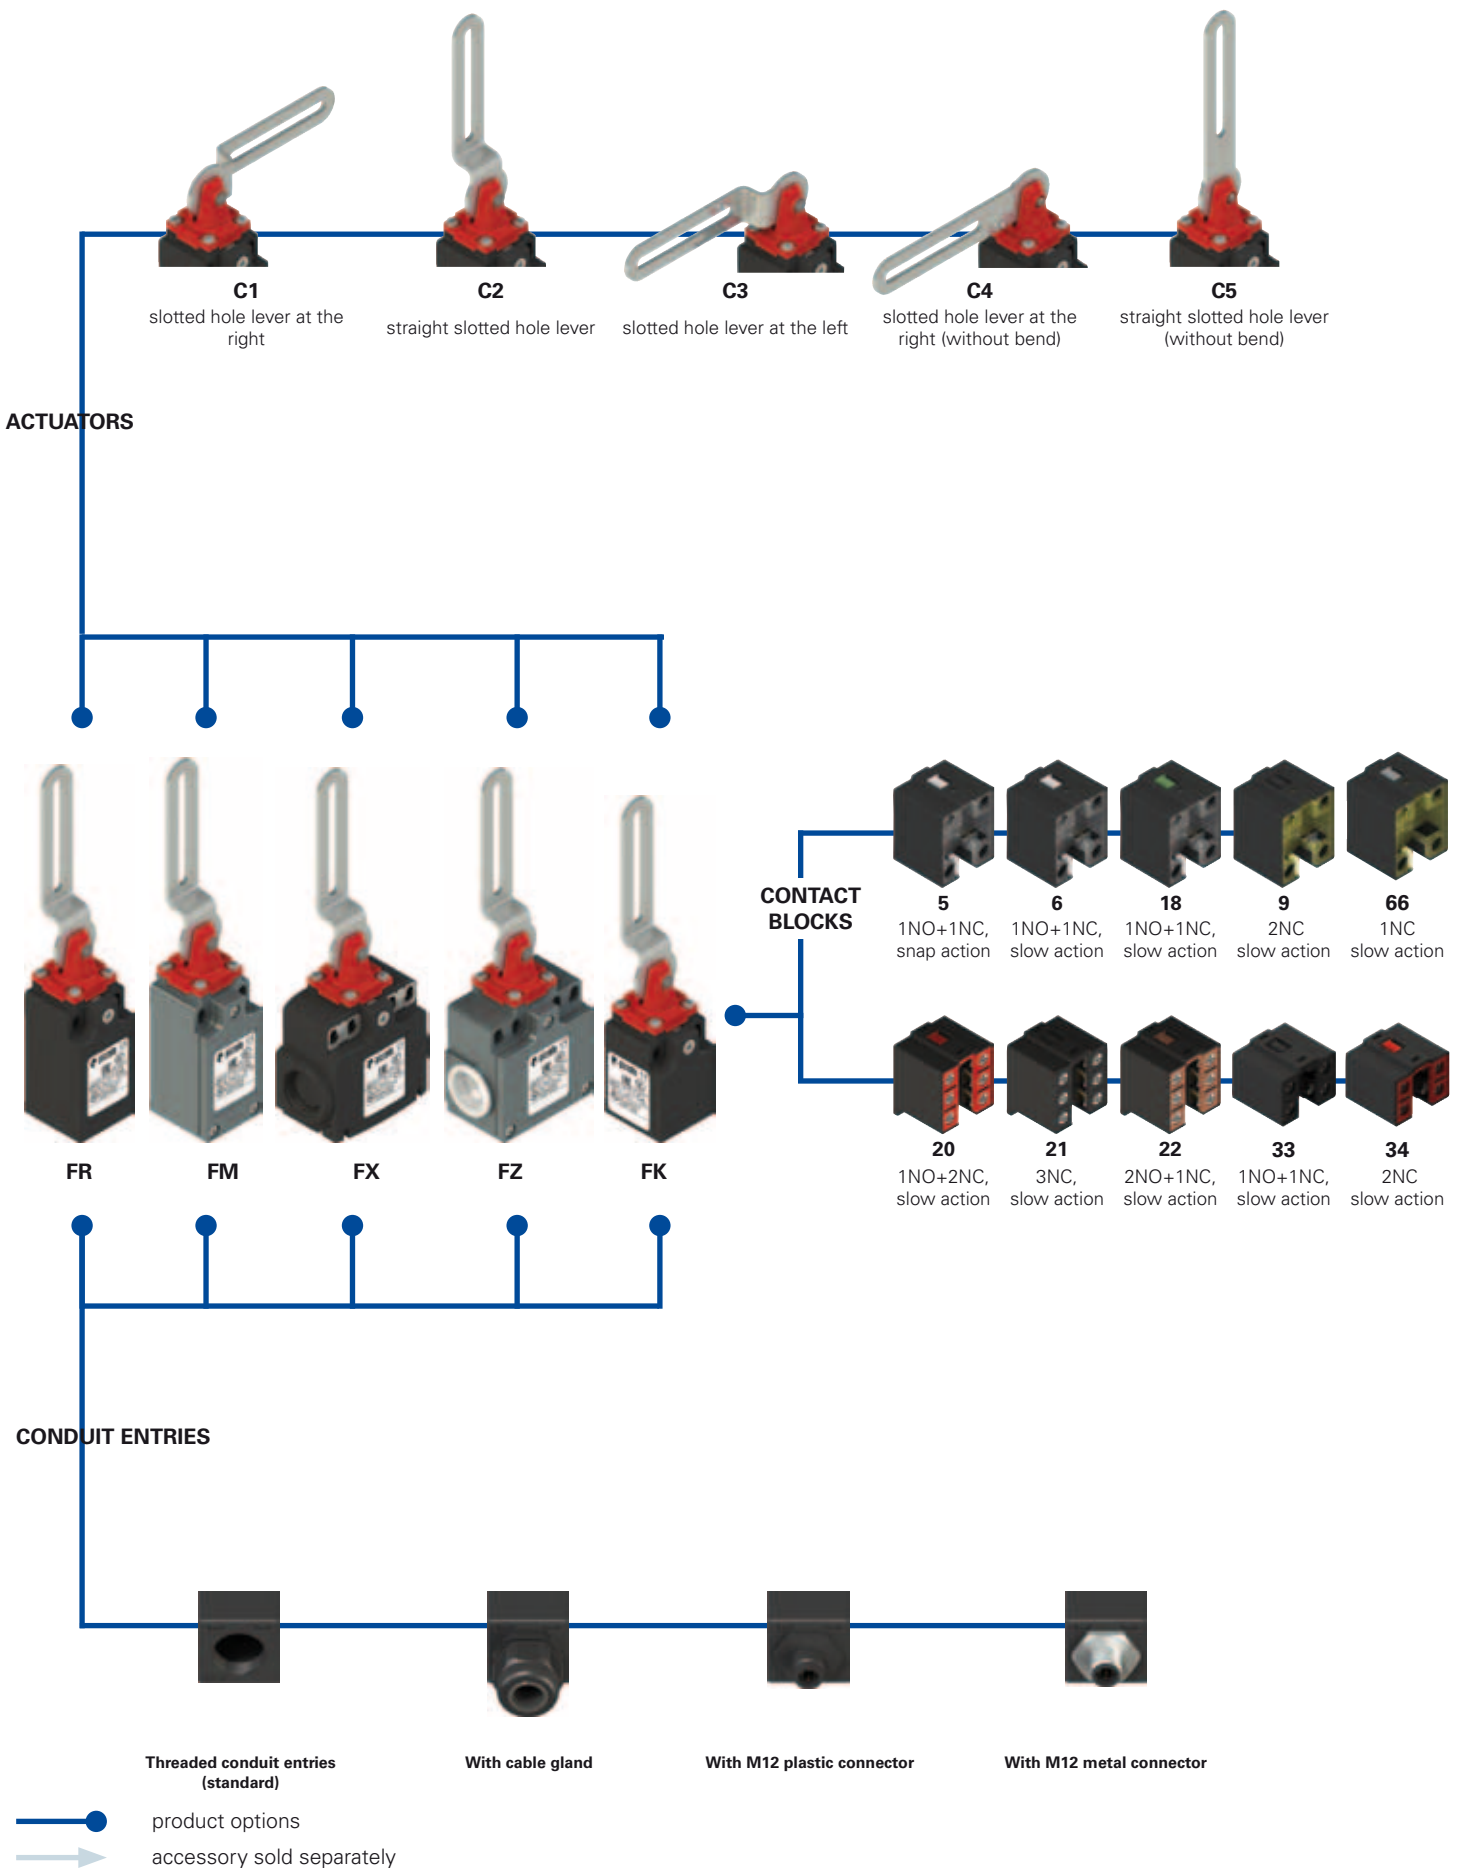 C1
slotted hole lever at the
right
C2
straight slotted hole lever
C3
slotted hole lever at the left
C4
slotted hole lever at the
right (without bend)
C5
straight slotted hole lever
(without bend)
ACTUATORS
CONTACT
BLOCKS
5
1NO+1NC,
snap action
6
1NO+1NC,
slow action
18
1NO+1NC,
slow action
9
2NC
slow action
66
1NC
slow action
20
1NO+2NC,
slow action
21
3NC,
slow action
22
2NO+1NC,
slow action
33
1NO+1NC,
slow action
34
2NC
slow action
FR
FM
FX
FZ
FK
CONDUIT ENTRIES
Threaded conduit entries
(standard)
With cable gland
With M12 plastic connector
With M12 metal connector
product options
accessory sold separately